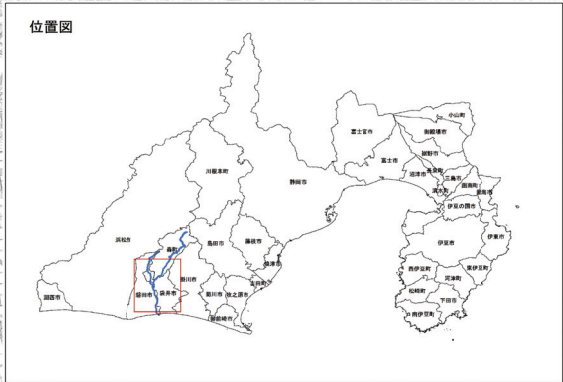 位置図
小山町
富士宮市
御殿場市
裾野市
富士市
長泉町
沼津市
三島市
函南町
清水町
熱海市
伊豆の国市
川根本町
静岡市
浜松市
森町
島田市
藤枝市
焼津市
伊豆市
伊東市
掛川市
吉田町
西伊豆町
東伊豆町
河津町
湖西市
磐田市
袋井市
菊川市
牧之原市
松崎町
下田市
御前崎市
南伊豆町